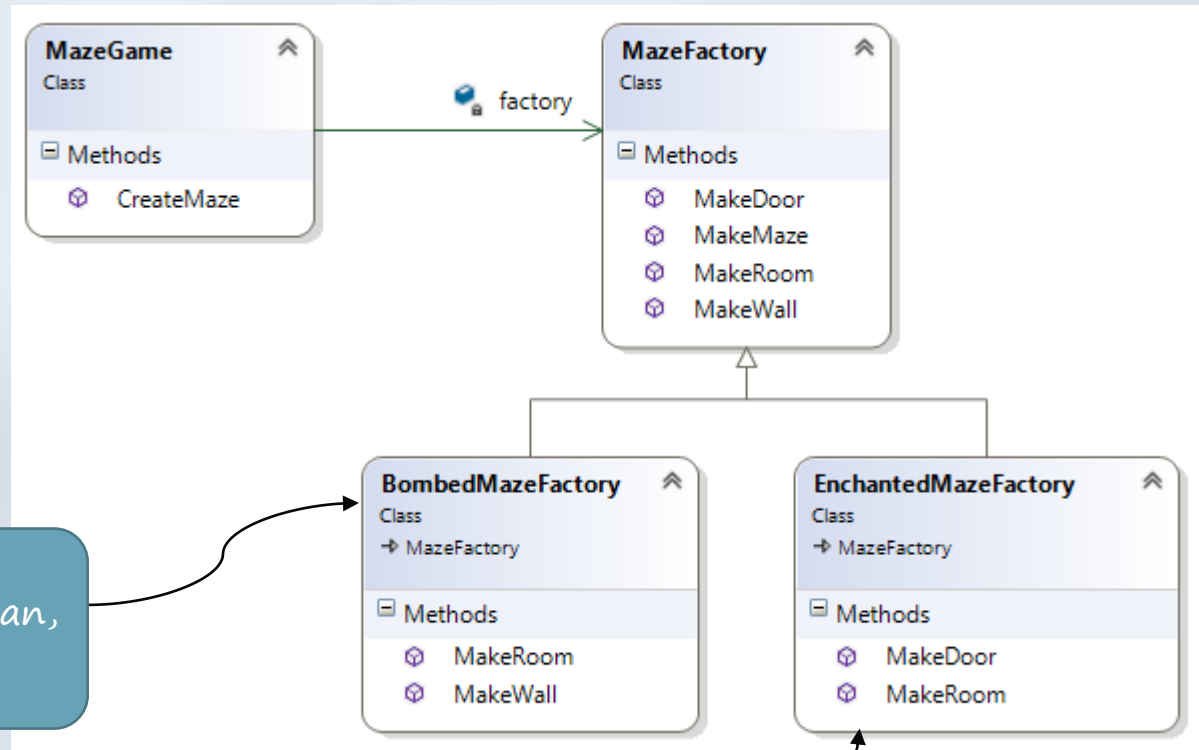 MazeGame
Class
Methods
CreateMaze
factory
MazeFactory
Class
Methods
MakeDoor
MakeMaze
MakeRoom
MakeWall
BombedMazeFactory
Class
MazeFactory
Methods
MakeRoom
MakeWall
EnchantedMazeFactory
Class
MazeFactory
Methods
MakeDoor
MakeRoom